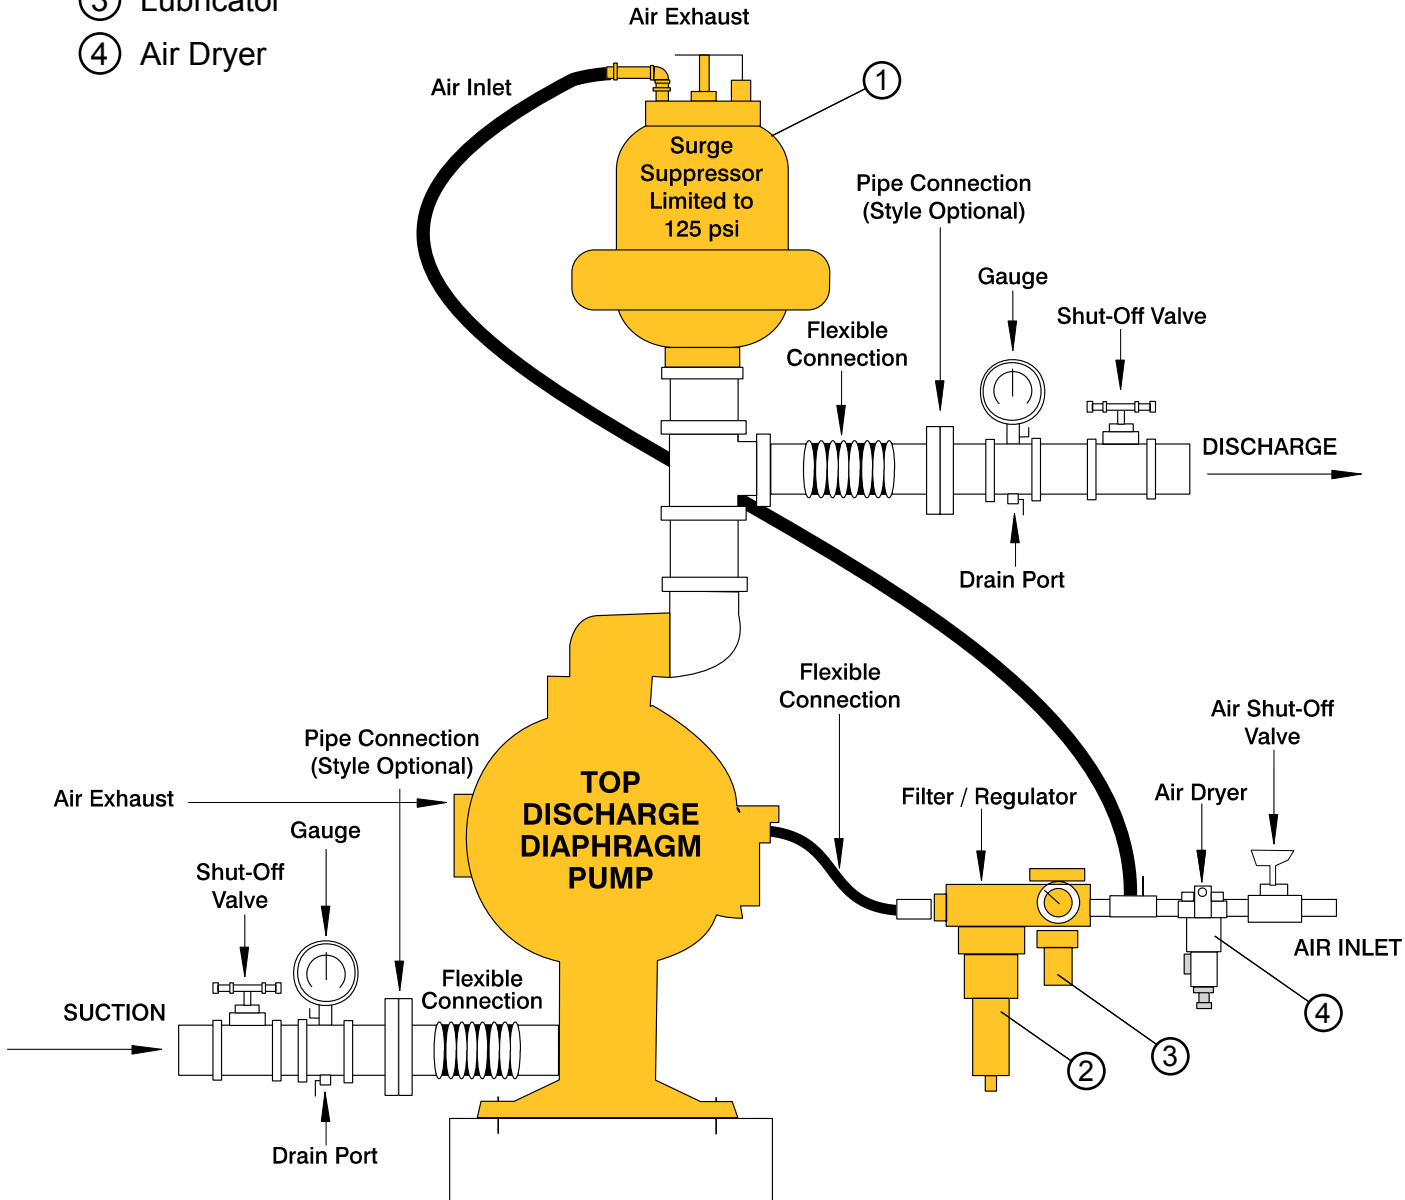 3 Lubricator
4 Air Dryer
Air Exhaust
Air Inlet
1
Surge
Suppressor
Limited to
125 psi
Pipe Connection
(Style Optional)
Gauge
Shut-Off Valve
Flexible
Connection
DISCHARGE
Drain Port
Flexible
Connection
Air Shut-Off
Valve
Pipe Connection
(Style Optional)
TOP
DISCHARGE
DIAPHRAGM
PUMP
Air Exhaust
Filter / Regulator
Air Dryer
Gauge
Shut-Off
Valve
AIR INLET
Flexible
Connection
SUCTION
4
3
2
Drain Port